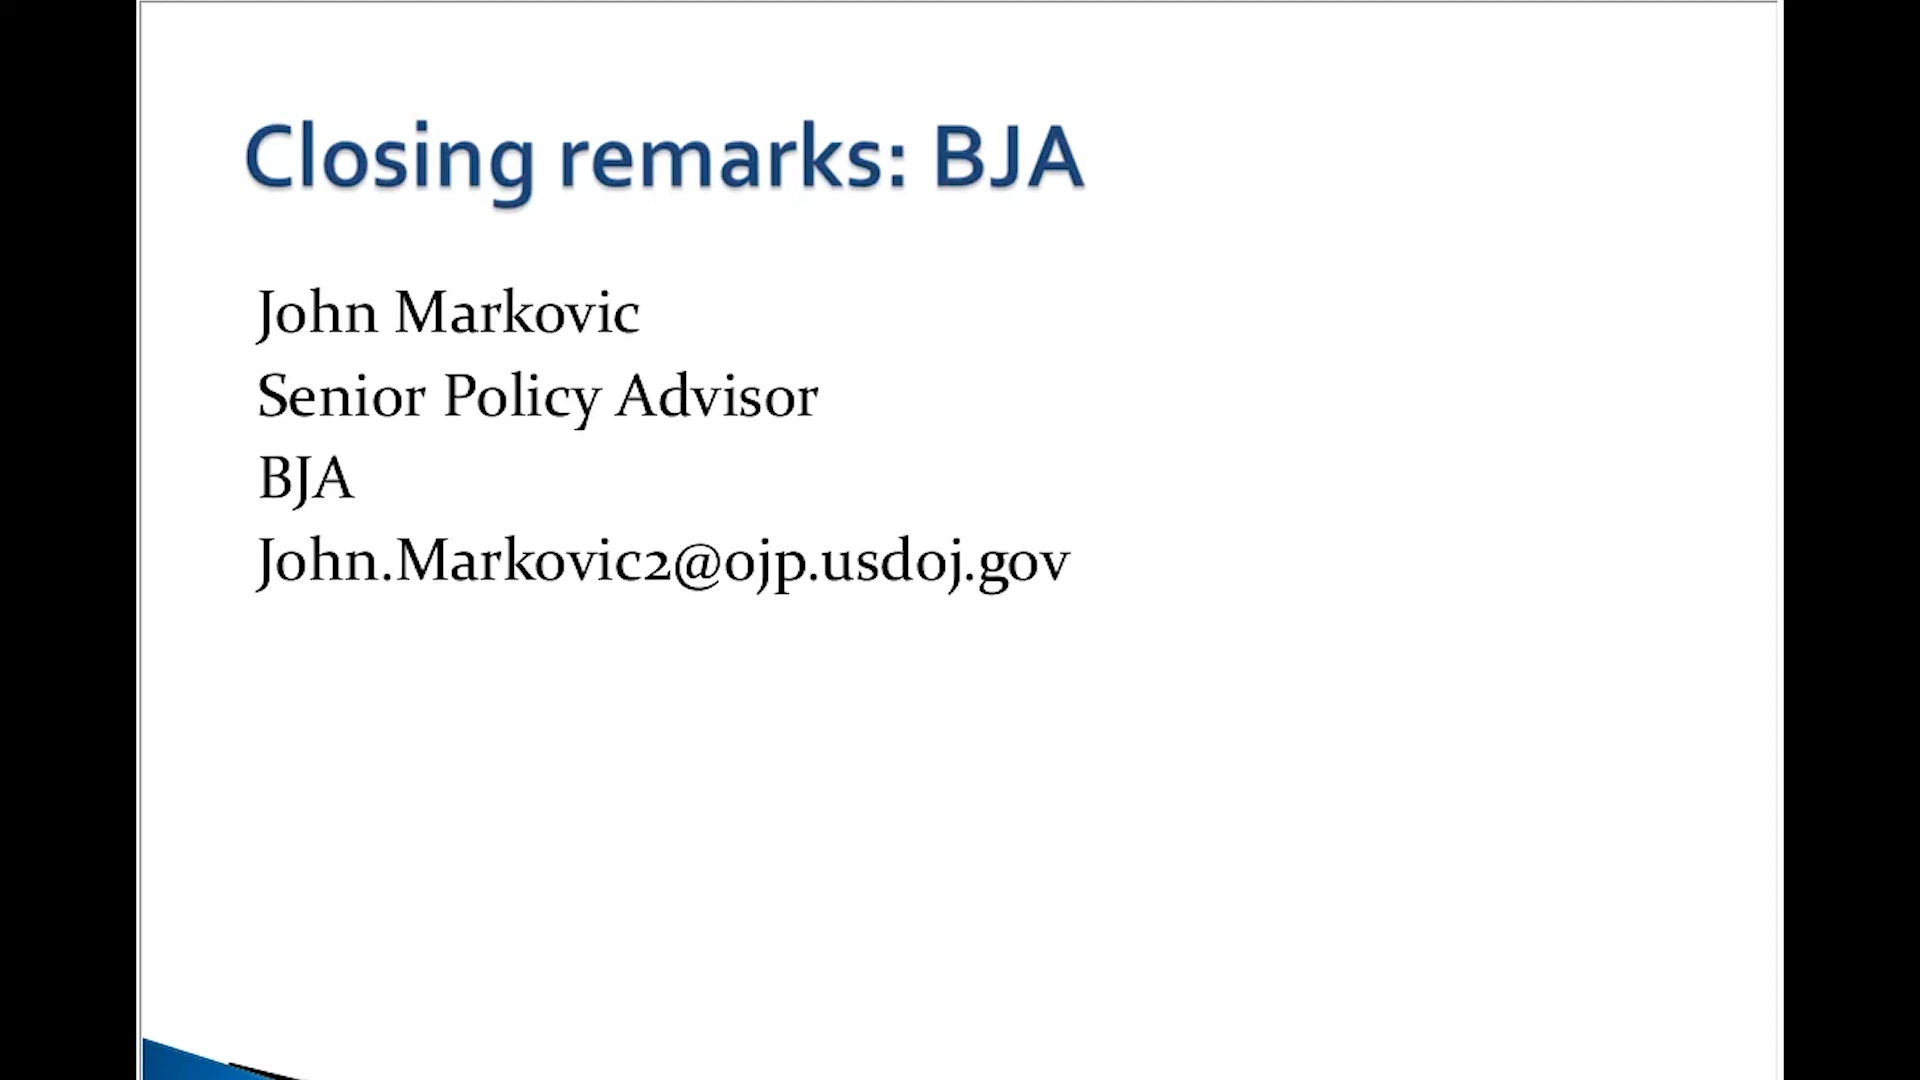 Closing remarks: BJA
John Markovic
Senior Policy Advisor
BJA
John.Markovic2@ojp.usdoj.gov